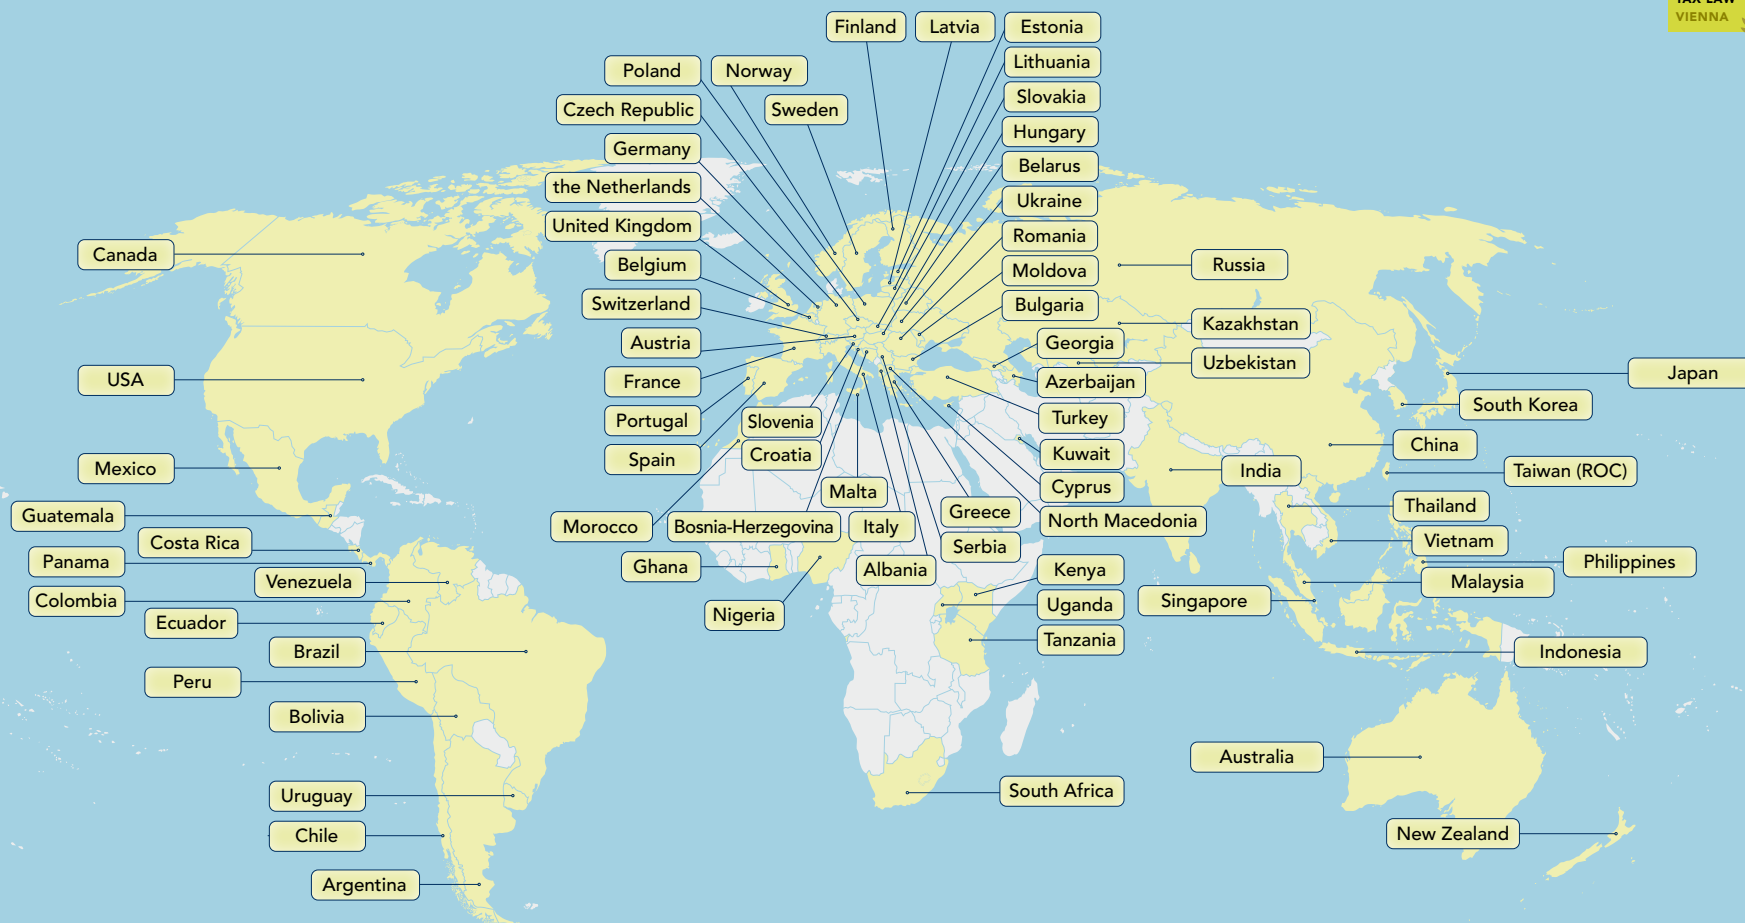 TAX LAW
VIENNA
Finland
Latvia
Estonia
Lithuania
Poland
Norway
Slovakia
Czech Republic
Sweden
Hungary
Germany
Belarus
the Netherlands
Ukraine
United Kingdom
Romania
Canada
Belgium
Moldova
Russia
Switzerland
Bulgaria
Kazakhstan
Austria
Georgia
Uzbekistan
USA
France
Azerbaijan
Japan
South Korea
Portugal
Slovenia
Turkey
China
Mexico
Spain
Croatia
Kuwait
India
Taiwan (ROC)
Malta
Cyprus
Guatemala
Greece
Thailand
Morocco
Bosnia-Herzegovina
Italy
North Macedonia
Costa Rica
Serbia
Vietnam
Panama
Ghana
Albania
Kenya
Philippines
Venezuela
Malaysia
Colombia
Nigeria
Uganda
Singapore
Ecuador
Tanzania
Brazil
Indonesia
Peru
Bolivia
Australia
Uruguay
South Africa
Chile
New Zealand
Argentina